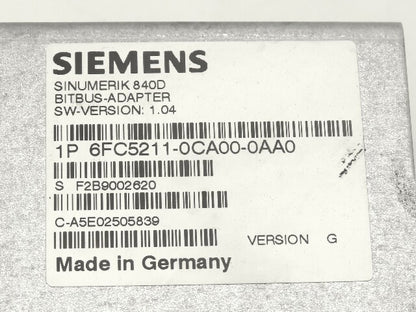 SIEMENS
SINUMERIK 840D
BITBUS-ADAPTER
SW-VERSION: 1.04
1P 6FC5211-0CA00-0AA0
S F2B9002620
C-A5E02505839
VERSION G
Made in Germany